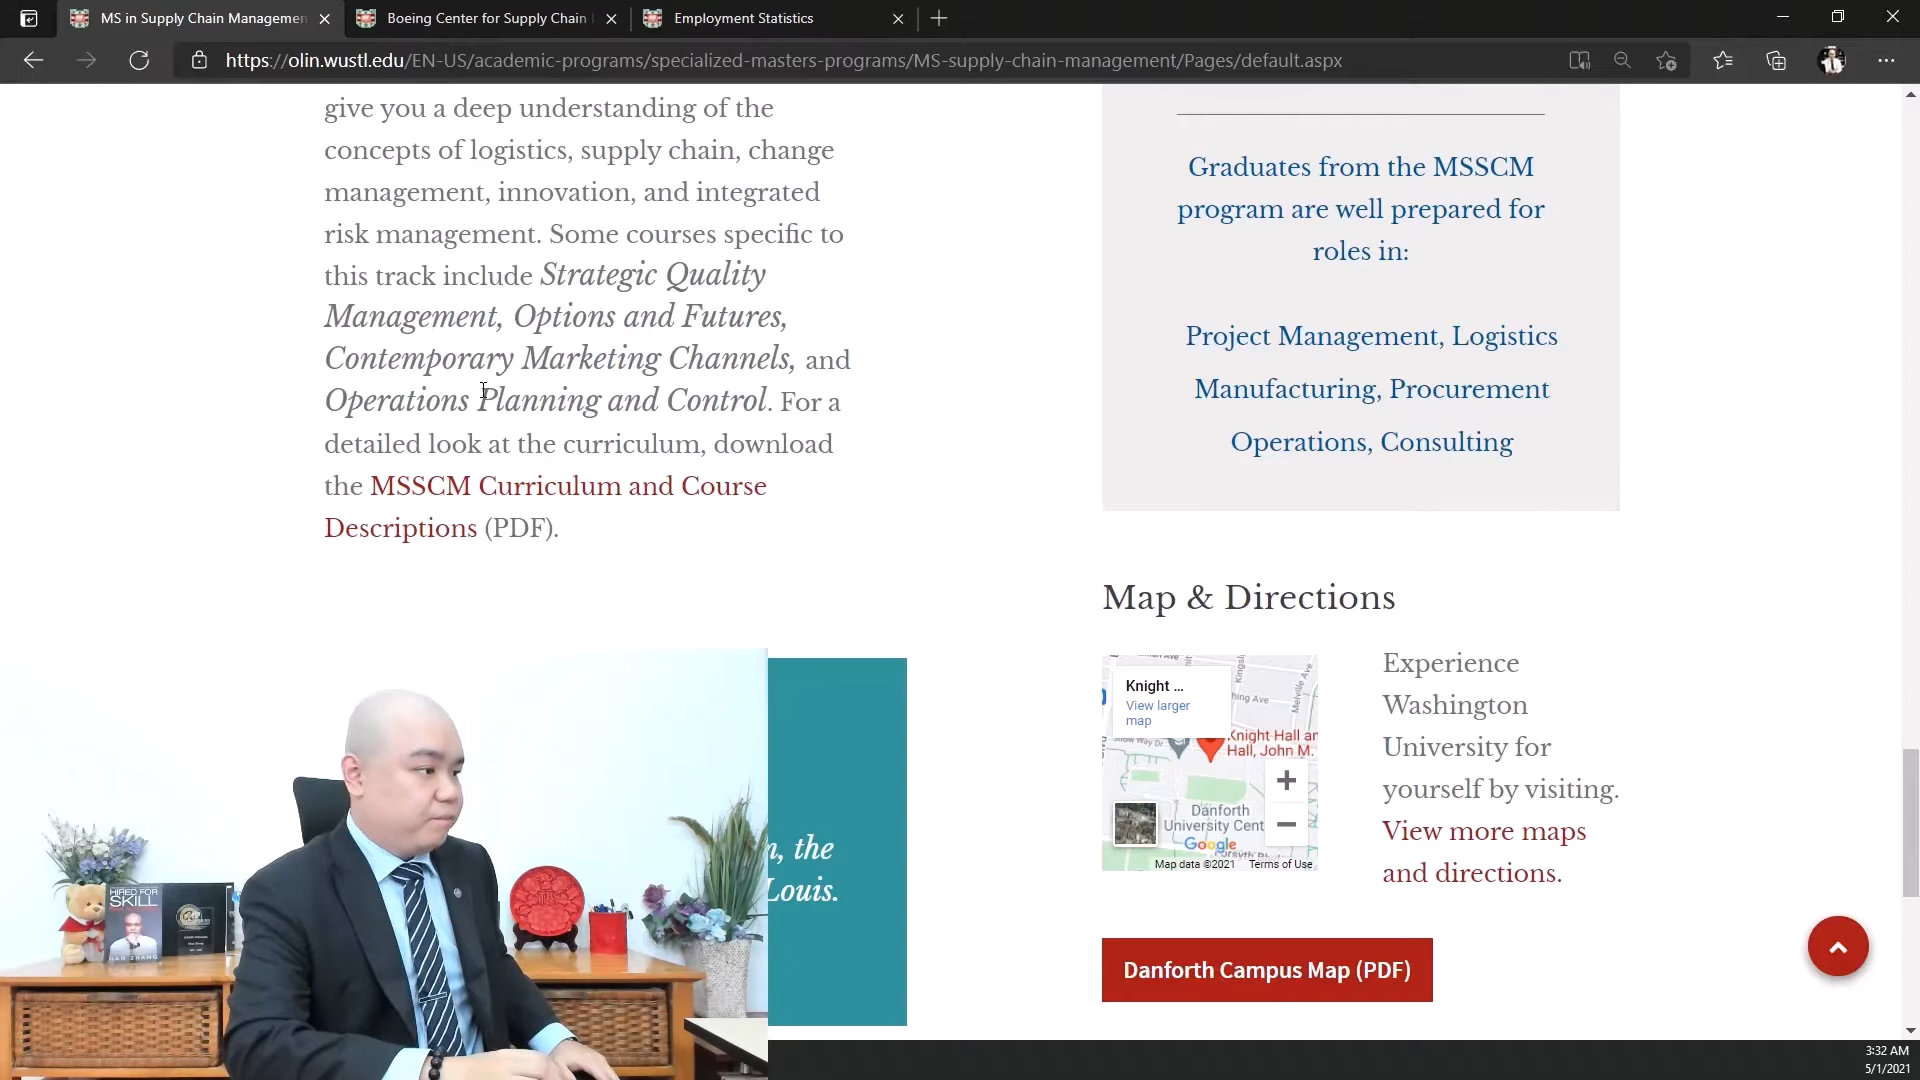 MS in Supply Chain Managemen
Boeing Center for Supply Chain
Employment Statistics
https://olin.wustl.edu/EN-US/academic-programs/specialized-masters-programs/MS-supply-chain-management/Pages/default.aspx
give you a deep understanding of the
concepts of logistics, supply chain, change
management, innovation, and integrated
risk management. Some courses specific to
this track include Strategic Quality
Management, Options and Futures,
Contemporary Marketing Channels, and
Operations Planning and Control. For a
detailed look at the curriculum, download
the MSSCM Curriculum and Course
Descriptions (PDF).
Graduates from the MSSCM
program are well prepared for
roles in:
Project Management, Logistics
Manufacturing, Procurement
Operations, Consulting
Map & Directions
Knight ...
View larger
map
Knight Hall an
Hall, John M.
Danforth
University Cent
Google
Map data ©2021 Terms of Use
Experience
Washington
University for
yourself by visiting.
View more maps
and directions.
Danforth Campus Map (PDF)
the
Louis.
HIRED FOR
SKILL
HAN ZHANG
3:32 AM
5/1/2021